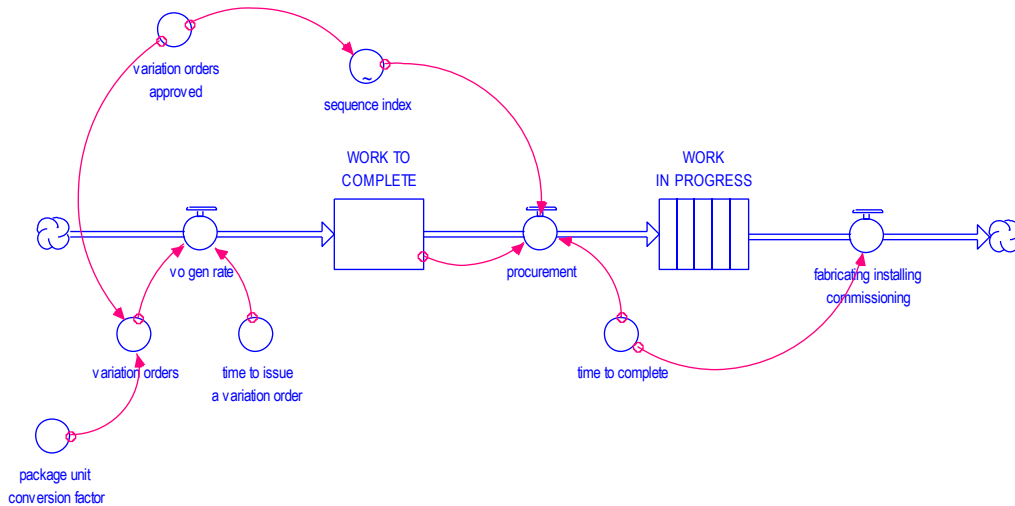 variation orders
approved
~
sequence index
WORK TO
COMPLETE
WORK
IN PROGRESS
vo gen rate
procurement
fabricating installing
commissioning
variation orders
time to issue
a variation order
time to complete
package unit
conversion factor